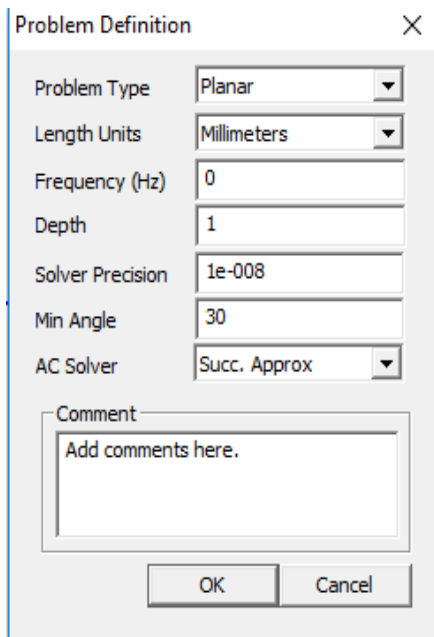 Problem Definition
Problem Type Planar
Length Units Millimeters
Frequency (Hz) 0
Depth 1
Solver Precision 1e-008
Min Angle 30
AC Solver Succ. Approx
Comment
Add comments here.
OK Cancel